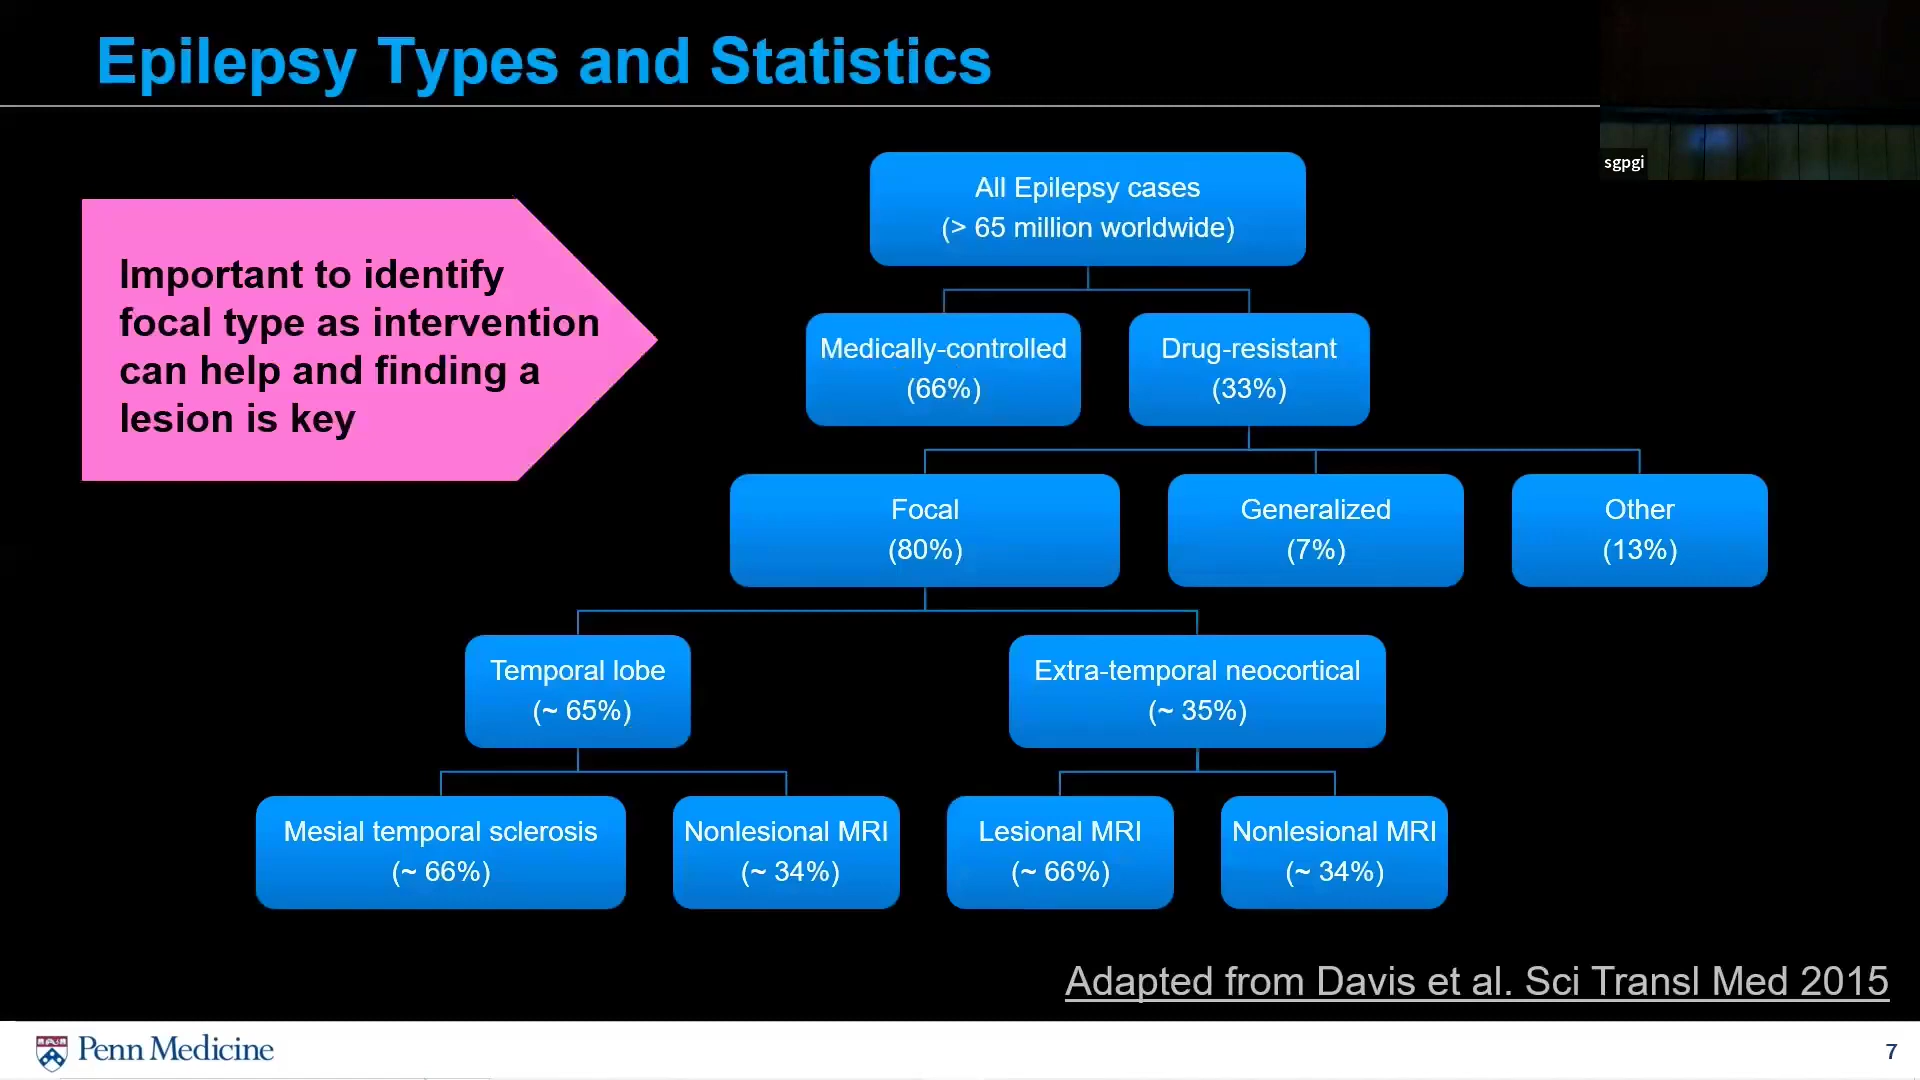 Epilepsy Types and Statistics
sgpgi
Important to identify
focal type as intervention
can help and finding a
lesion is key
All Epilepsy cases
(> 65 million worldwide)
Medically-controlled
(66%)
Drug-resistant
(33%)
Focal
(80%)
Generalized
(7%)
Other
(13%)
Temporal lobe
(~ 65%)
Extra-temporal neocortical
(~ 35%)
Mesial temporal sclerosis
(~ 66%)
Nonlesional MRI
(~ 34%)
Lesional MRI
(~ 66%)
Nonlesional MRI
(~ 34%)
Adapted from Davis et al. Sci Transl Med 2015
Penn Medicine
7